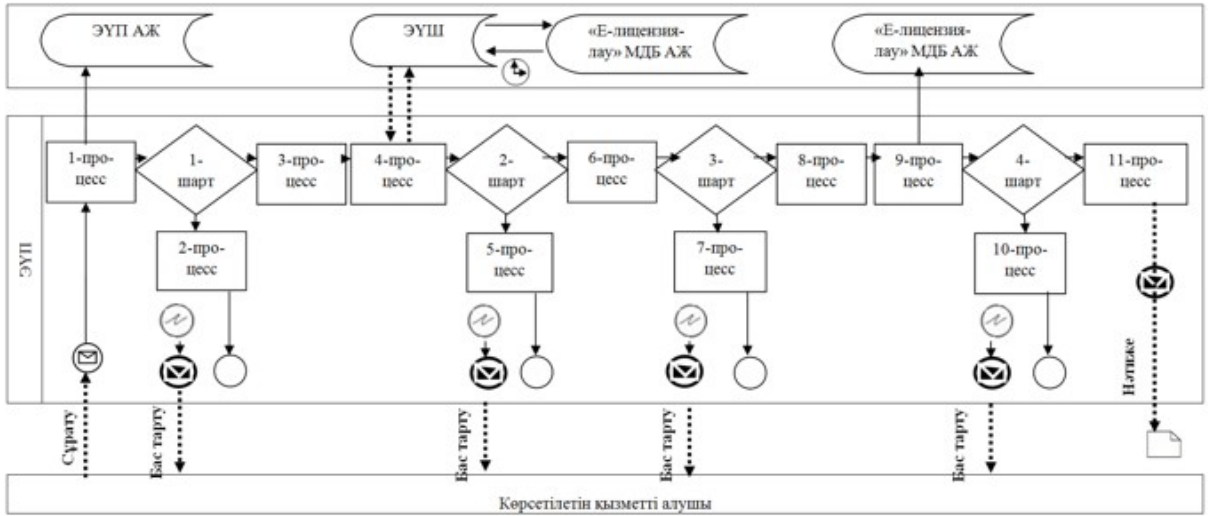 ЭҮП АЖ
ЭҮШ
«Е-лицензия-
лау» МДБ АЖ
«Е-лицензия-
лау» МДБ АЖ
ЭҮП
1-про-
цесс
1-
шарт
3-про-
цесс
4-про-
цесс
2-
шарт
6-про-
цесс
3-
шарт
8-про-
цесс
9-про-
цесс
4-
шарт
11-про-
цесс
2-про-
цесс
5-про-
цесс
7-про-
цесс
10-про-
цесс
Сұрату
Бас тарту
Бас тарту
Бас тарту
Бас тарту
Нәтиже
Көрсетілетін қызметті алушы